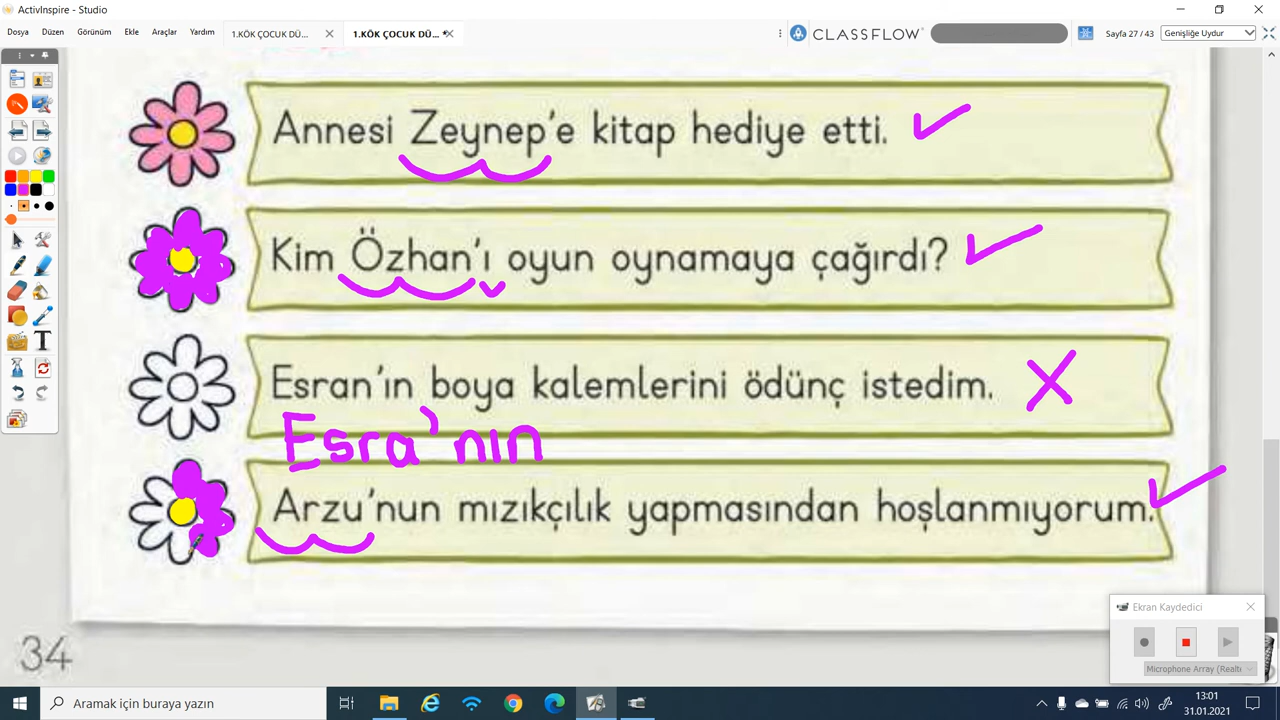 ActivInspire - Studio
Dosya Düzen Görünüm Ekle Araçlar Yardım
1.KÖK ÇOCUK DÜ...
1.KÖK ÇOCUK DÜ... *
CLASSFLOW
Sayfa 27 / 43
Genişliğe Uydur
Annesi Zeynep'e kitap hediye etti.
Kim Özhan'ı oyun oynamaya çağırdı?
Esran'ın boya kalemlerini ödünç istedim.
Esra'nın
Arzu'nun mızıkçılık yapmasından hoşlanmıyorum.
34
Ekran Kaydedici
Microphone Array (Realte
Aramak için buraya yazın
13:01
31.01.2021